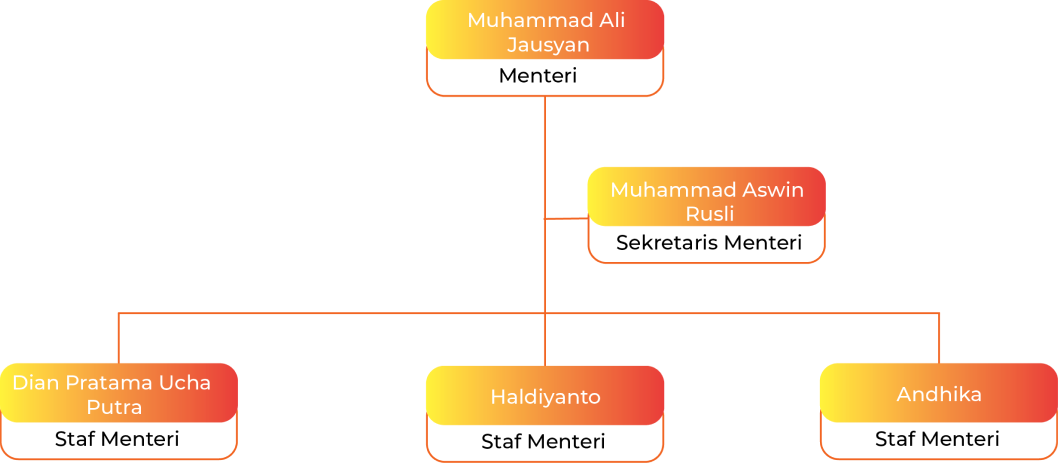 Muhammad Ali
Jausyan
Menteri
Muhammad Aswin
Rusli
Sekretaris Menteri
Dian Pratama Ucha
Putra
Staf Menteri
Haldiyanto
Staf Menteri
Andhika
Staf Menteri